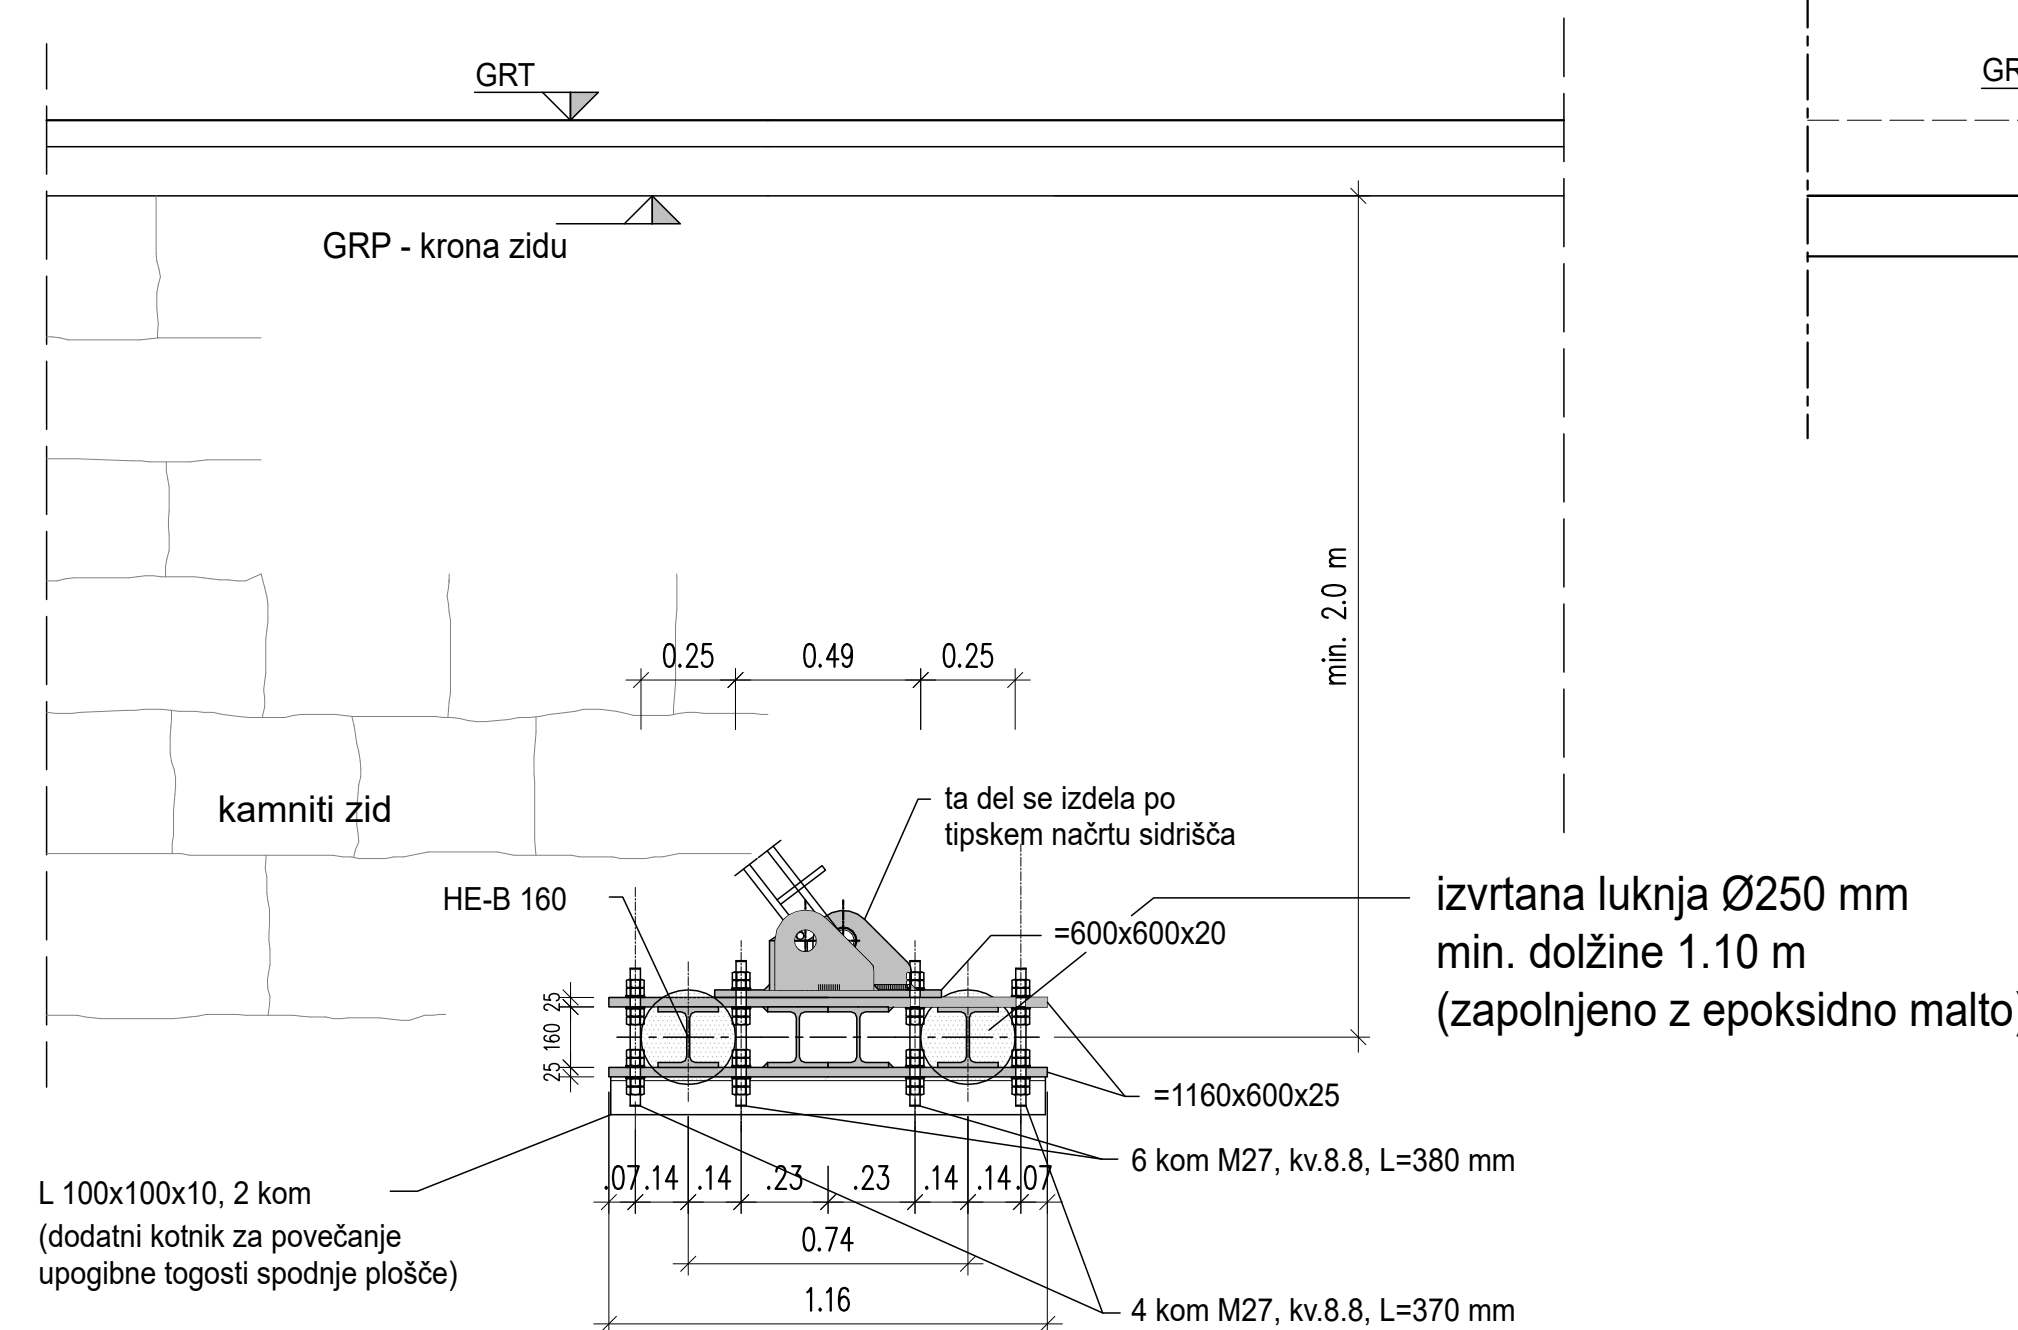 GRT
GR
GRP - krona zidu
min. 2.0 m
0.25 0.49 0.25
kamniti zid
ta del se izdela po
tipskem načrtu sidrišča
HE-B 160
=600x600x20
izvrtana luknja Ø250 mm
min. dolžine 1.10 m
(zapolnjeno z epoksidno malto)
25
160
25
=1160x600x25
6 kom M27, kv.8.8, L=380 mm
.07 .14 .14 .23 .23 .14 .14 .07
L 100x100x10, 2 kom
(dodatni kotnik za povečanje
upogibne togosti spodnje plošče)
0.74
1.16
4 kom M27, kv.8.8, L=370 mm